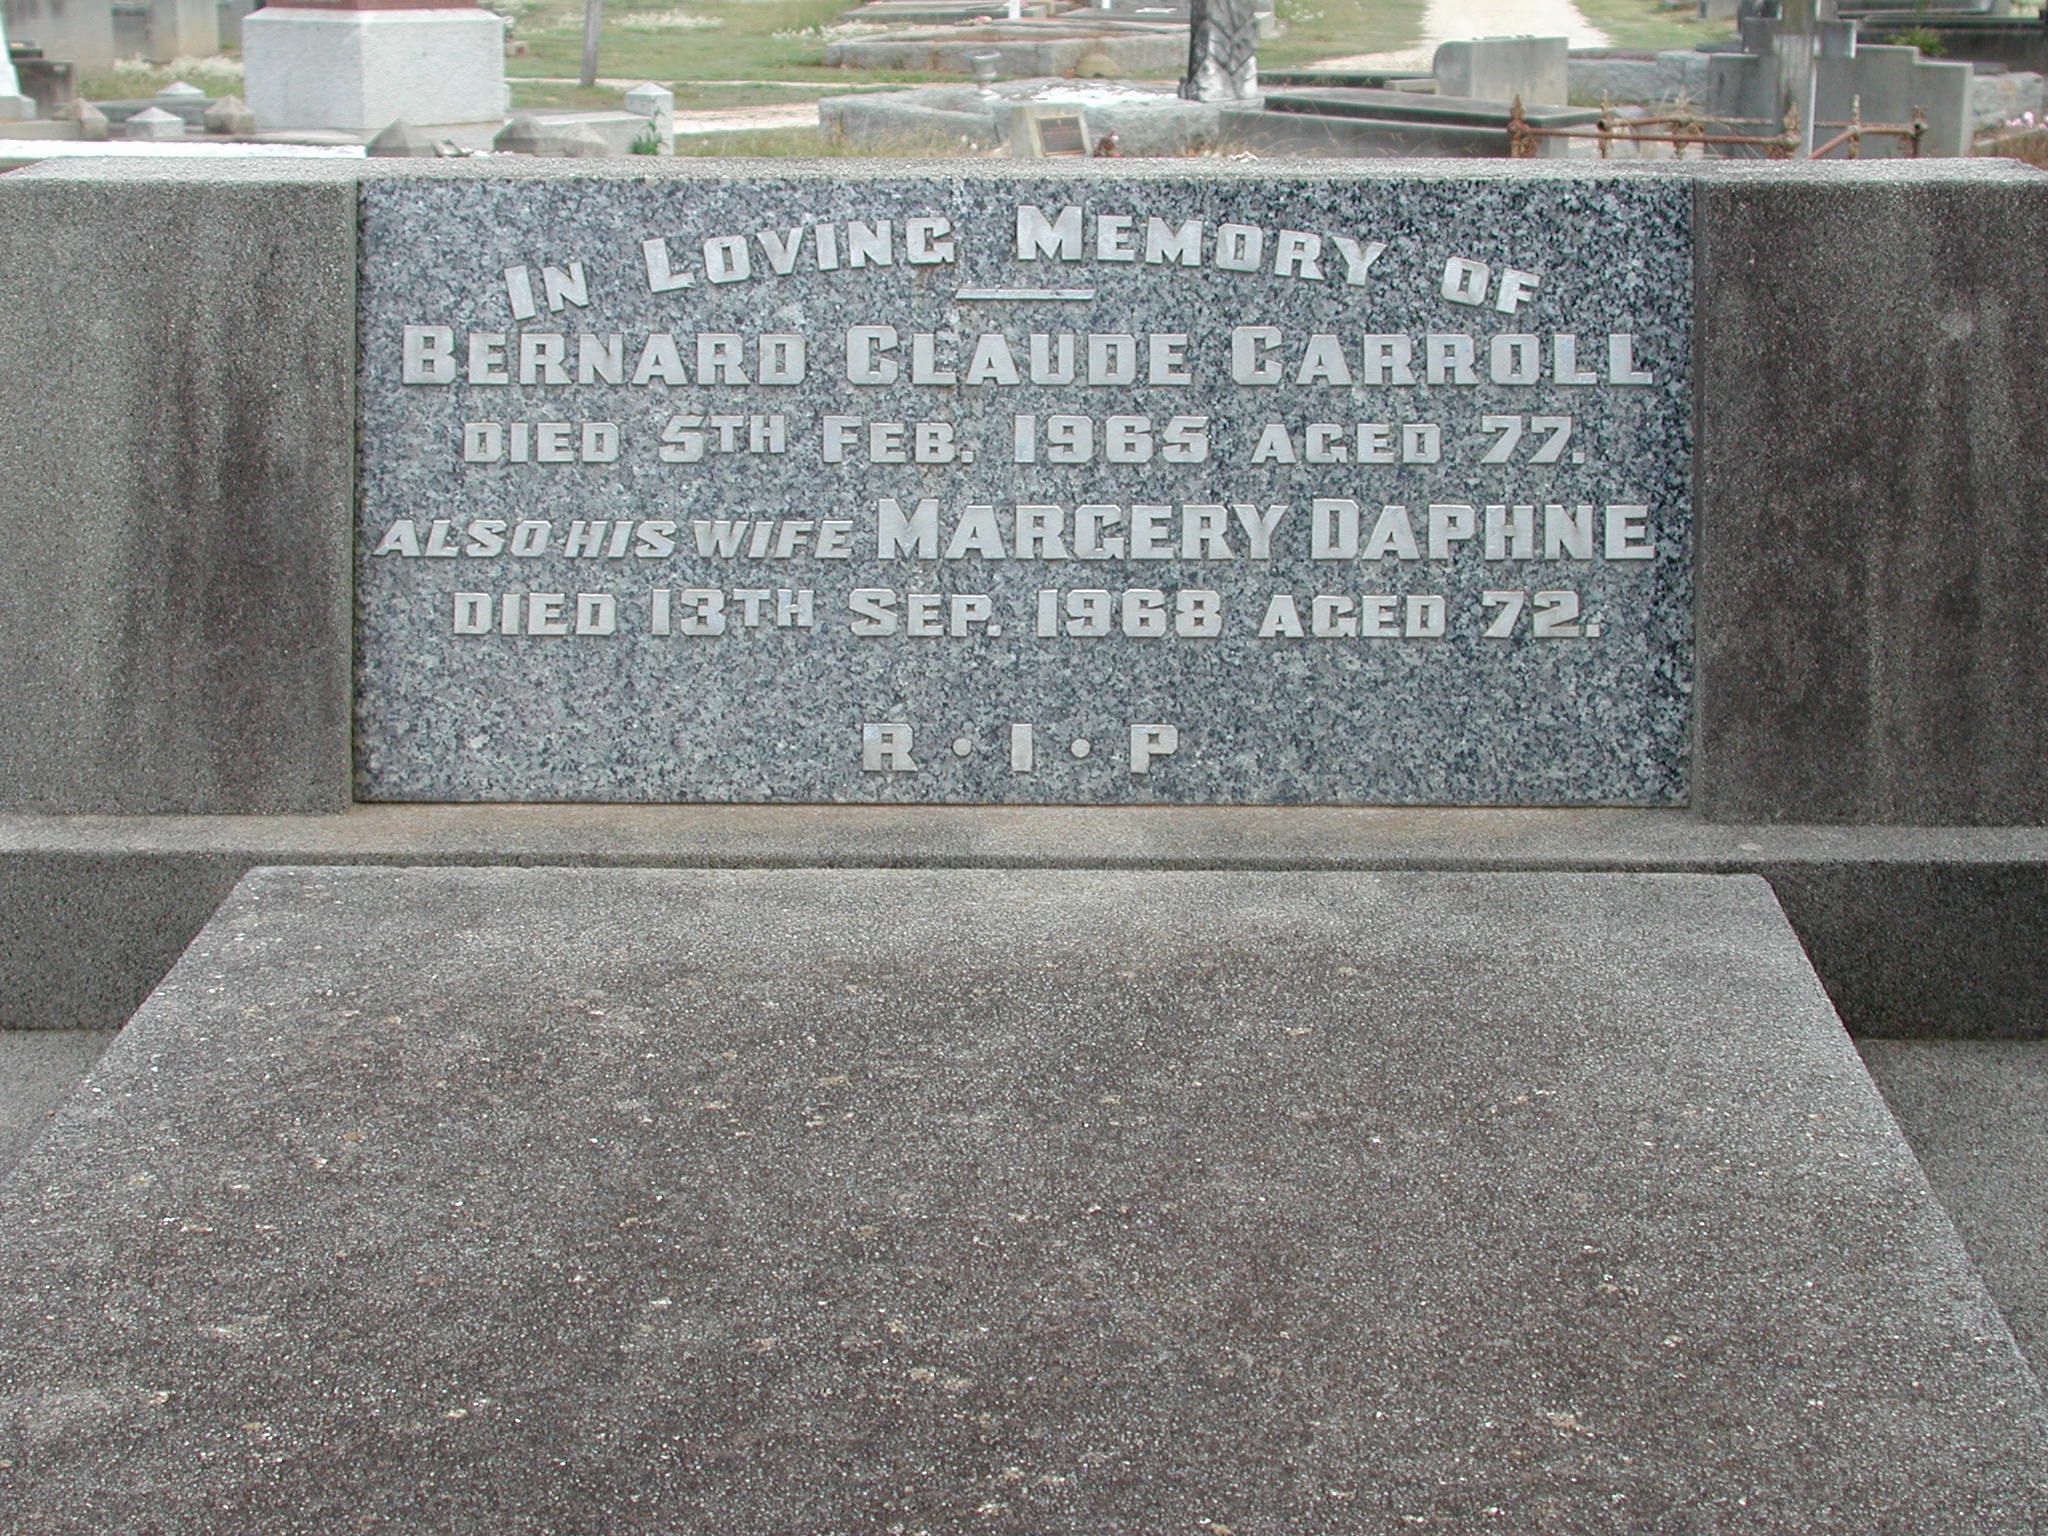 IN LOVING MEMORY OF
BERNARD CLAUDE CARROLL
DIED 5TH FEB. 1965 AGED 77.
ALSO HIS WIFE MARGERY DAPHNE
DIED 13TH SEP. 1968 AGED 72.
R·I·P